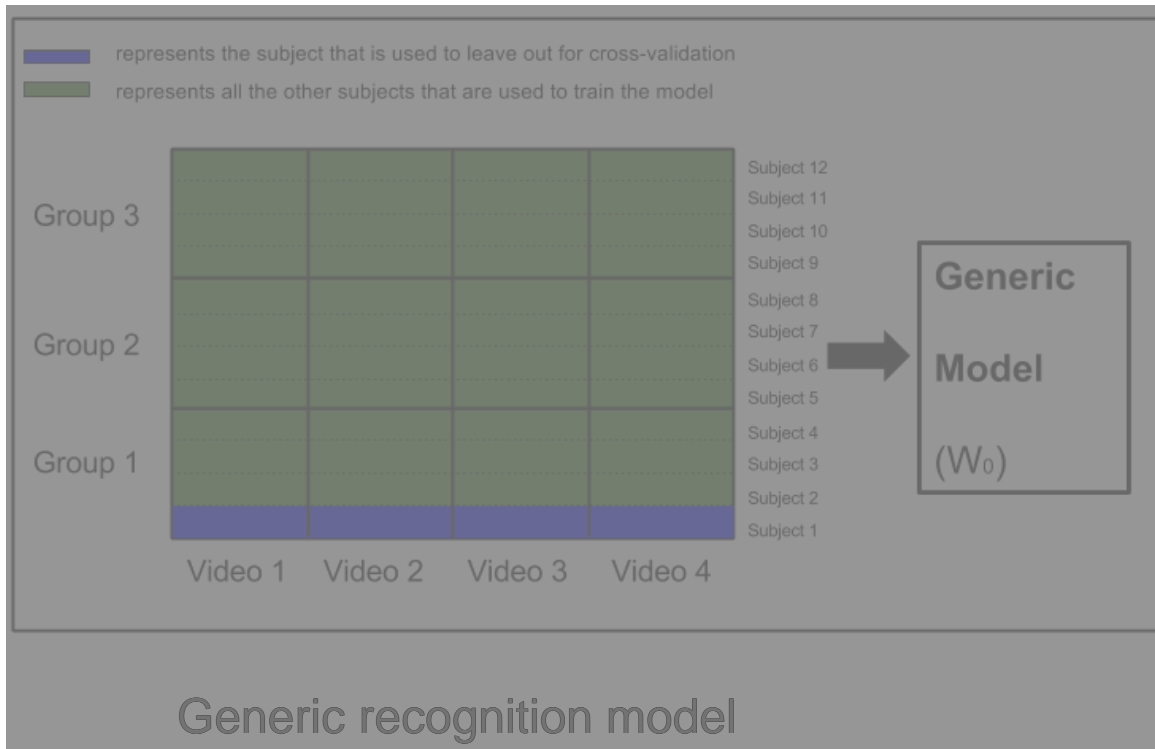 represents the subject that is used to leave out for cross-validation
represents all the other subjects that are used to train the model
Group 3
Group 2
Group 1
Subject 12
Subject 11
Subject 10
Subject 9
Subject 8
Subject 7
Subject 6
Subject 5
Subject 4
Subject 3
Subject 2
Subject 1
Video 1 Video 2 Video 3 Video 4
Generic
Model
(W₀)
Generic recognition model